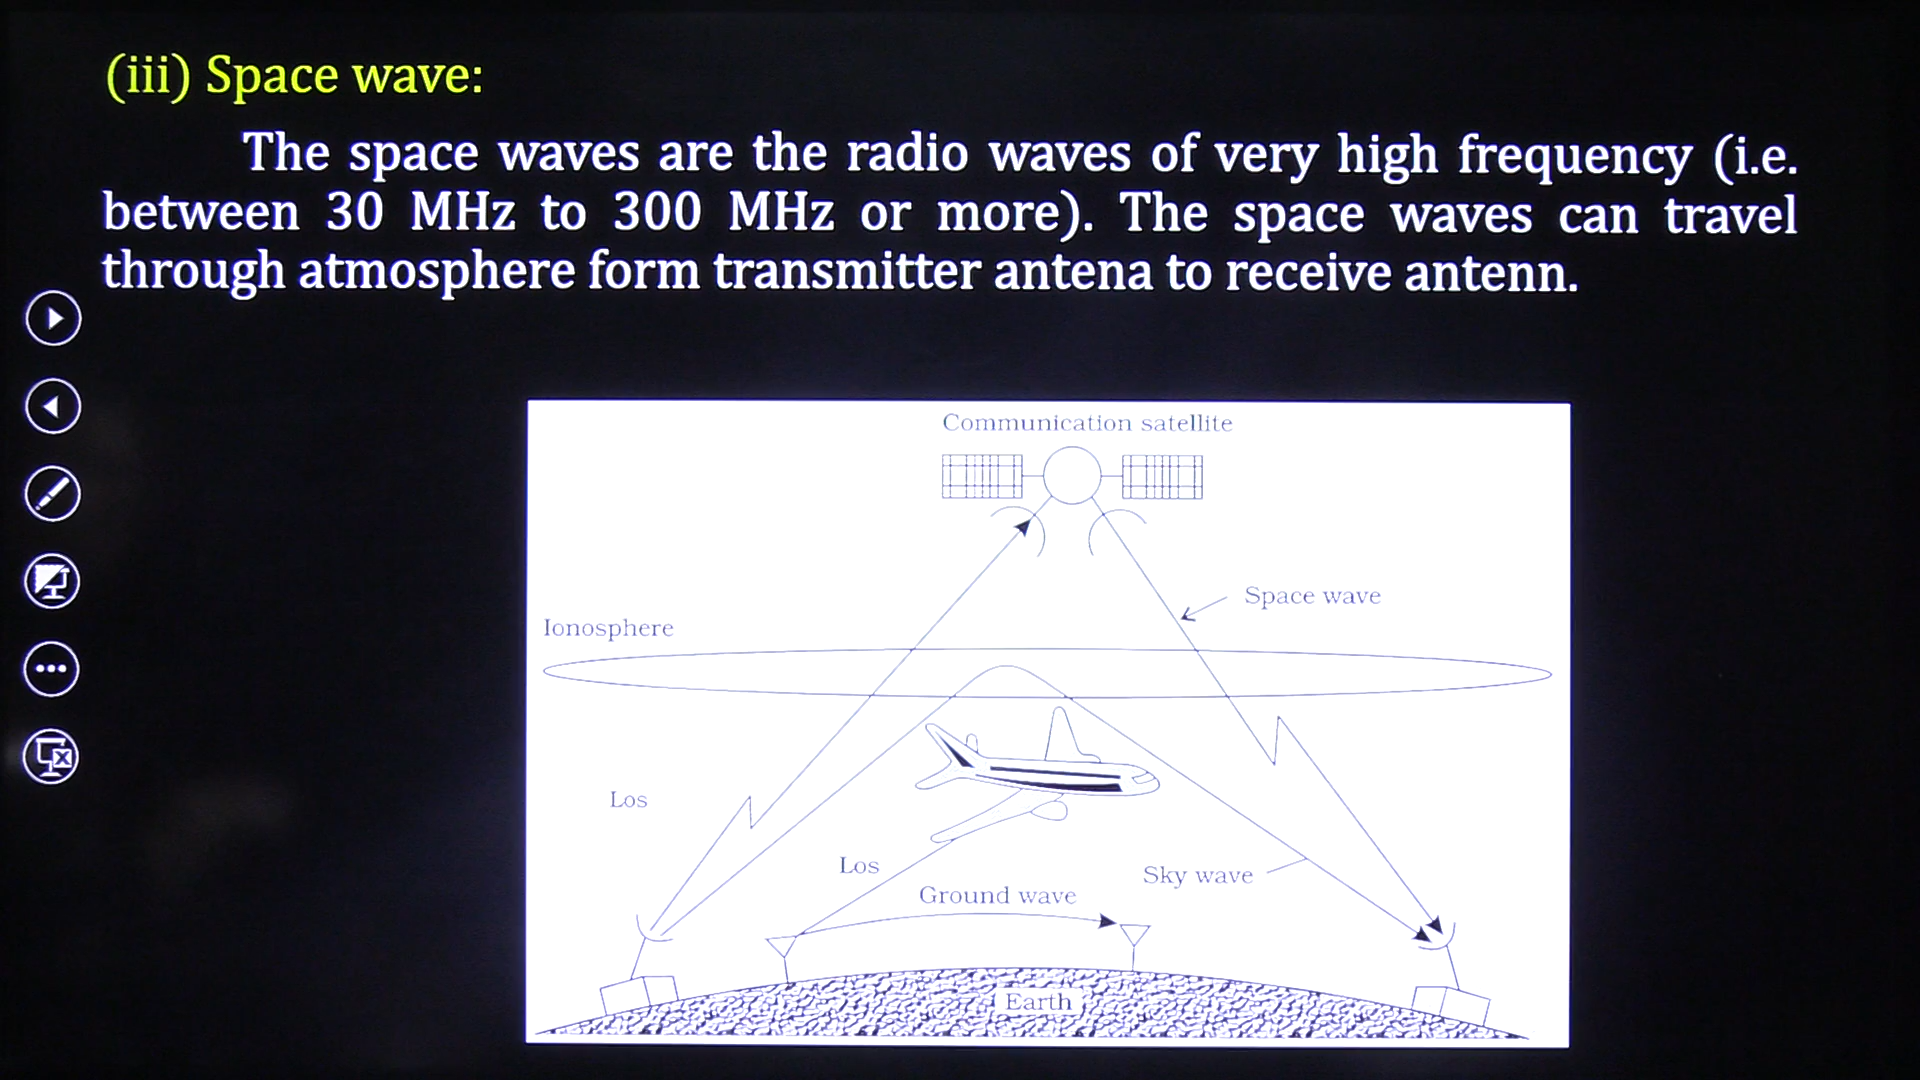 (iii) Space wave:
The space waves are the radio waves of very high frequency (i.e.
between 30 MHz to 300 MHz or more). The space waves can travel
through atmosphere form transmitter antena to receive antenn.
Communication satellite
Space wave
Ionosphere
Los
Los
Sky wave
Ground wave
Earth